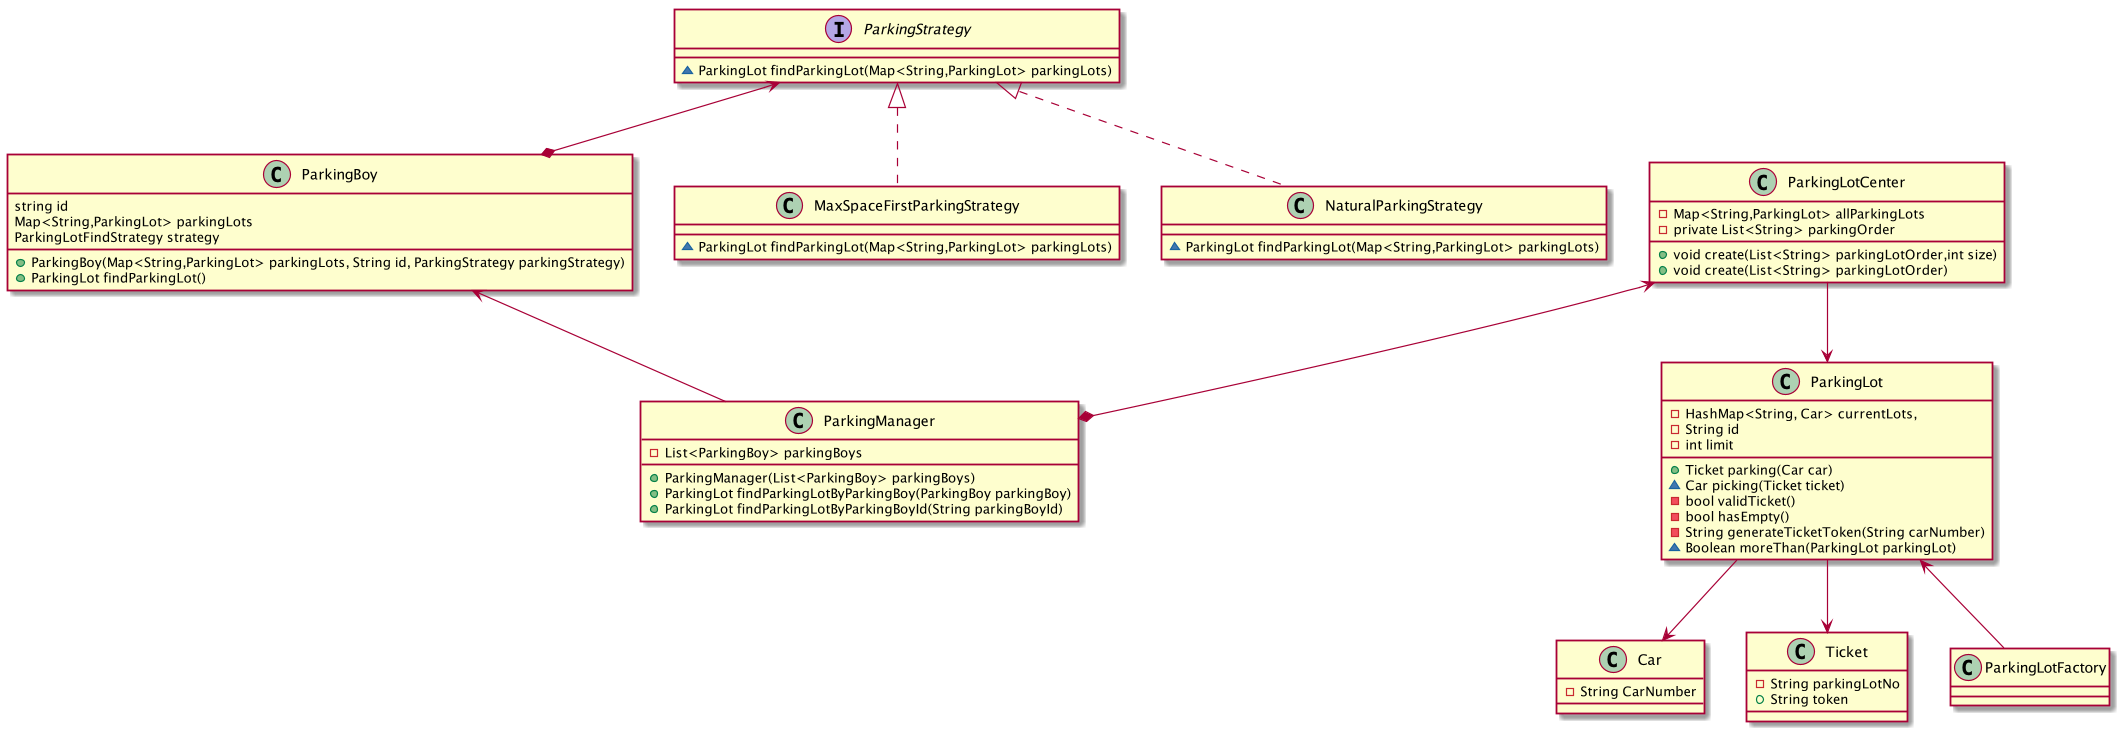 I ParkingStrategy
ParkingLot findParkingLot(Map<String,ParkingLot> parkingLots)
C ParkingBoy
string id
Map<String,ParkingLot> parkingLots
ParkingLotFindStrategy strategy
ParkingBoy(Map<String,ParkingLot> parkingLots, String id, ParkingStrategy parkingStrategy)
ParkingLot findParkingLot()
C MaxSpaceFirstParkingStrategy
ParkingLot findParkingLot(Map<String,ParkingLot> parkingLots)
C NaturalParkingStrategy
ParkingLot findParkingLot(Map<String,ParkingLot> parkingLots)
C ParkingLotCenter
Map<String,ParkingLot> allParkingLots
private List<String> parkingOrder
void create(List<String> parkingLotOrder,int size)
void create(List<String> parkingLotOrder)
C ParkingManager
List<ParkingBoy> parkingBoys
ParkingManager(List<ParkingBoy> parkingBoys)
ParkingLot findParkingLotByParkingBoy(ParkingBoy parkingBoy)
ParkingLot findParkingLotByParkingBoyId(String parkingBoyId)
C ParkingLot
HashMap<String, Car> currentLots,
String id
int limit
Ticket parking(Car car)
Car picking(Ticket ticket)
bool validTicket()
bool hasEmpty()
String generateTicketToken(String carNumber)
Boolean moreThan(ParkingLot parkingLot)
C Car
String CarNumber
C Ticket
String parkingLotNo
String token
C ParkingLotFactory